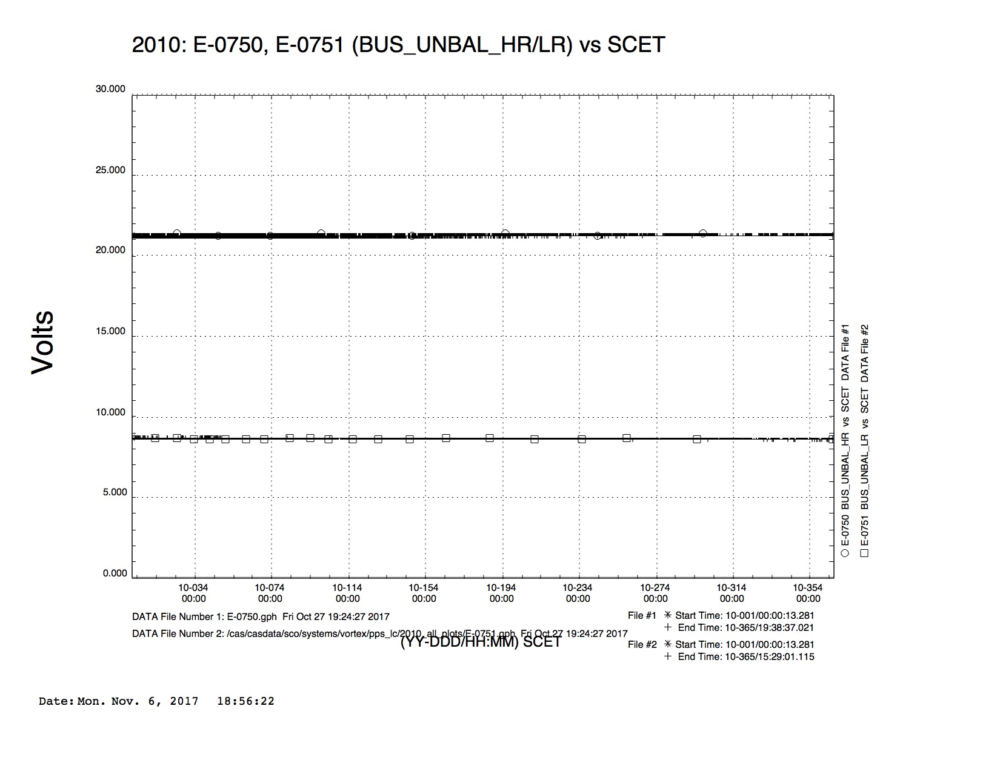 2010: E-0750, E-0751 (BUS_UNBAL_HR/LR) vs SCET
Volts
30.000
25.000
20.000
15.000
10.000
5.000
0.000
10-034 10-074 10-114 10-154 10-194 10-234 10-274 10-314 10-354
00:00 00:00 00:00 00:00 00:00 00:00 00:00 00:00 00:00
E-0750 BUS_UNBAL_HR vs SCET DATA File #1
E-0751 BUS_UNBAL_LR vs SCET DATA File #2
DATA File Number 1: E-0750.gph Fri Oct 27 19:24:27 2017
DATA File Number 2: /cas/casdata/sco/systems/vortex/pps_lc/2010_all_plots/E-0751.gph Fri Oct 27 19:24:27 2017
(YY-DDD/HH:MM) SCET
File #1 * Start Time: 10-001/00:00:13.281
+ End Time: 10-365/19:38:37.021
File #2 * Start Time: 10-001/00:00:13.281
+ End Time: 10-365/15:29:01.115
Date: Mon. Nov. 6, 2017 18:56:22